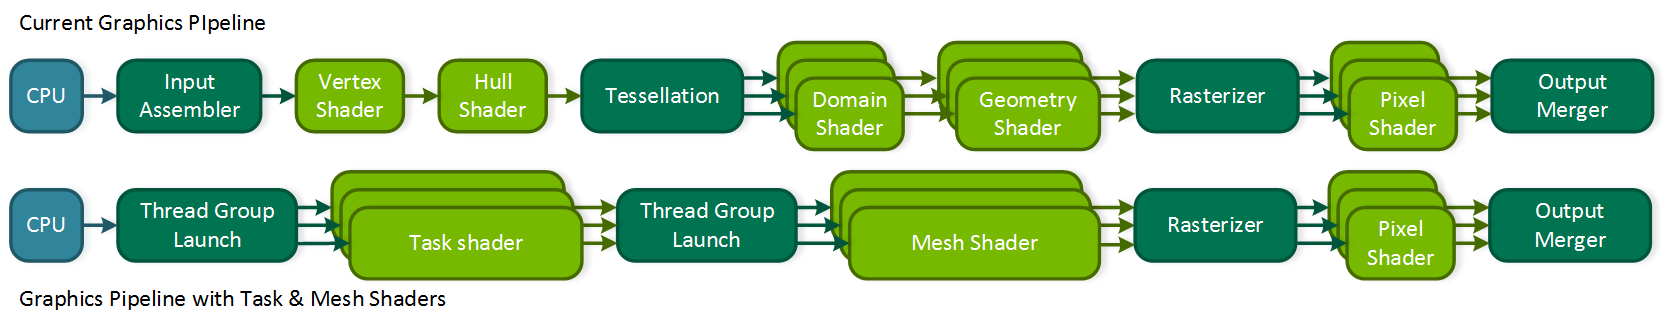 Current Graphics PIpeline
CPU
Input
Assembler
Vertex
Shader
Hull
Shader
Tessellation
Domain
Shader
Geometry
Shader
Rasterizer
Pixel
Shader
Output
Merger
CPU
Thread Group
Launch
Task shader
Thread Group
Launch
Mesh Shader
Rasterizer
Pixel
Shader
Output
Merger
Graphics Pipeline with Task & Mesh Shaders